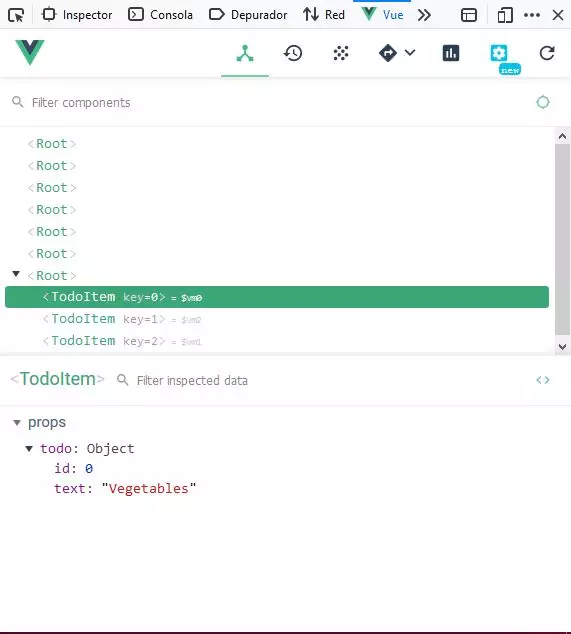 Inspector Consola Depurador Red Vue
new
Filter components
<Root>
<Root>
<Root>
<Root>
<Root>
<Root>
<Root>
<TodoItem key=0> = $vm0
<TodoItem key=1> = $vm2
<TodoItem key=2> = $vm1
<TodoItem> Filter inspected data <>
props
todo: Object
id: 0
text: "Vegetables"